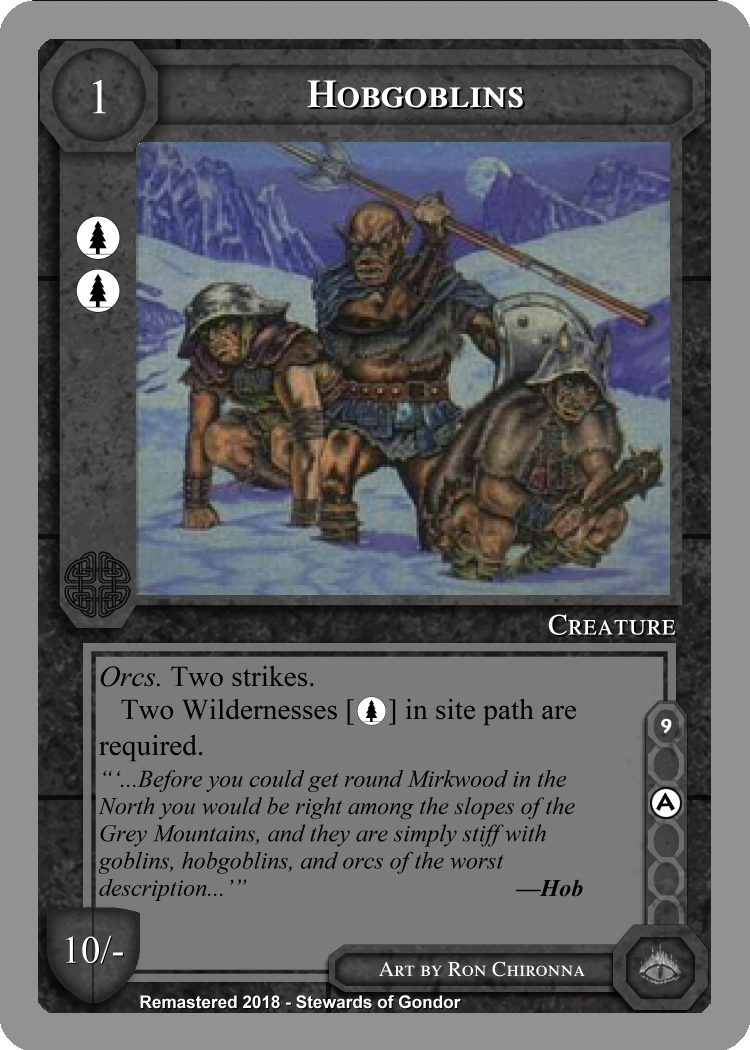 1
HOBGOBLINS
CREATURE
Orcs. Two strikes.
Two Wildernesses [ ] in site path are
required.
“‘...Before you could get round Mirkwood in the
North you would be right among the slopes of the
Grey Mountains, and they are simply stiff with
goblins, hobgoblins, and orcs of the worst
description...’” —Hob
9
A
10/-
ART BY RON CHIRONNA
Remastered 2018 - Stewards of Gondor